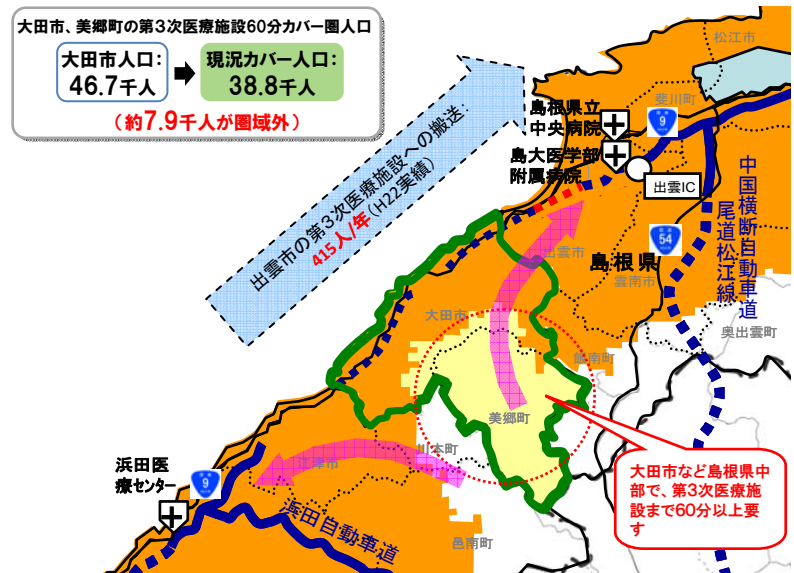 大田市、美郷町の第3次医療施設60分カバー圏人口
大田市人口：
46.7千人
現況カバー人口：
38.8千人
（約7.9千人が圏域外）
出雲市の第3次医療施設への搬送：
415人/年(H22実績)
松江市
斐川町
島根県立
中央病院
9
島大医学部
附属病院
出雲IC
中国横断自動車道
尾道松江線
54
出雲市
島根県
雲南市
大田市
奥出雲町
飯南町
美郷町
川本町
江津市
浜田医
療センター
9
浜田自動車道
邑南町
大田市など島根県中
部で、第3次医療施
設まで60分以上要
す